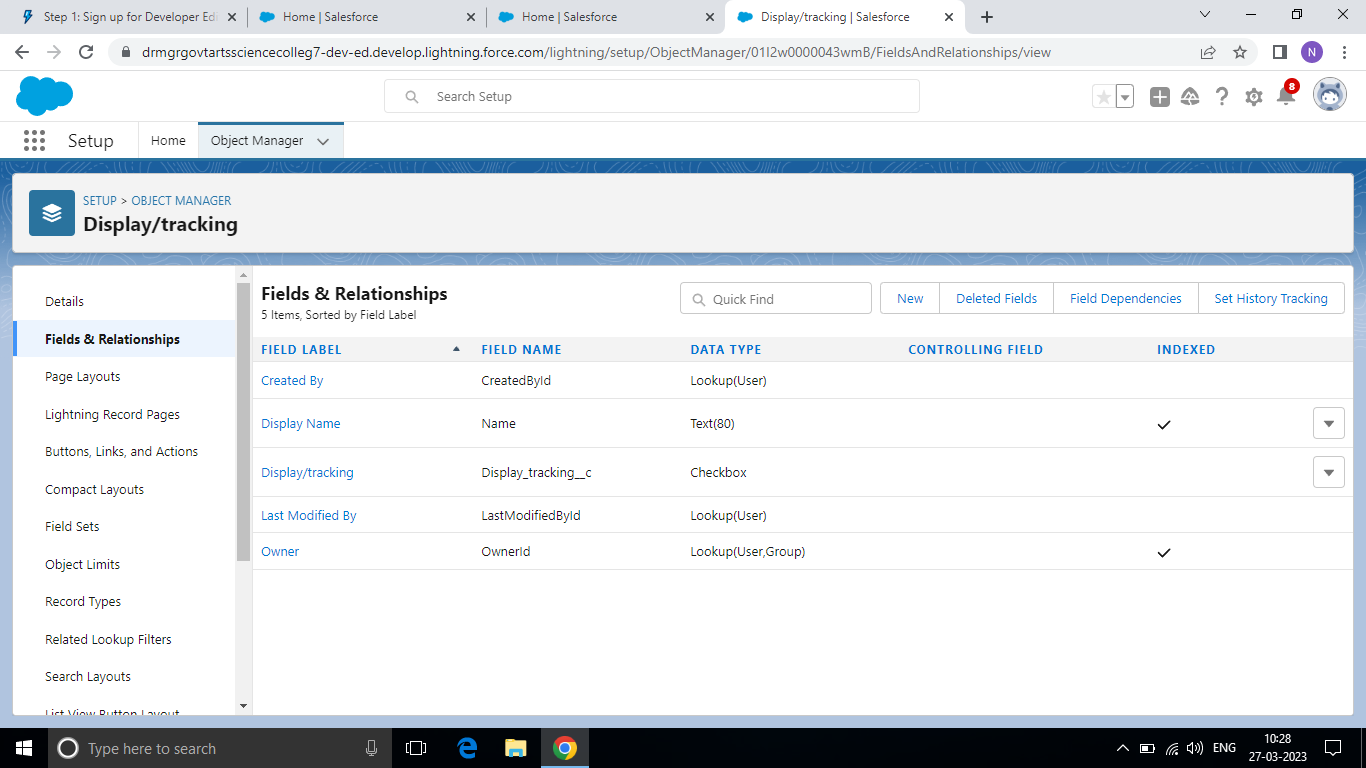 Step 1: Sign up for Developer Edi
Home | Salesforce
Home | Salesforce
Display/tracking | Salesforce
drmgrgovtartssciencecolleg7-dev-ed.develop.lightning.force.com/lightning/setup/ObjectManager/01I2w0000043wmB/FieldsAndRelationships/view
N
Search Setup
8
Setup
Home
Object Manager
SETUP > OBJECT MANAGER
Display/tracking
Details
Fields & Relationships
Page Layouts
Lightning Record Pages
Buttons, Links, and Actions
Compact Layouts
Field Sets
Object Limits
Record Types
Related Lookup Filters
Search Layouts
List View Button Layout
Fields & Relationships
5 Items, Sorted by Field Label
Quick Find
New
Deleted Fields
Field Dependencies
Set History Tracking
FIELD LABEL FIELD NAME DATA TYPE CONTROLLING FIELD INDEXED
Created By CreatedById Lookup(User)
Display Name Name Text(80)
Display/tracking Display_tracking__c Checkbox
Last Modified By LastModifiedById Lookup(User)
Owner OwnerId Lookup(User,Group)
Type here to search
ENG
10:28
27-03-2023